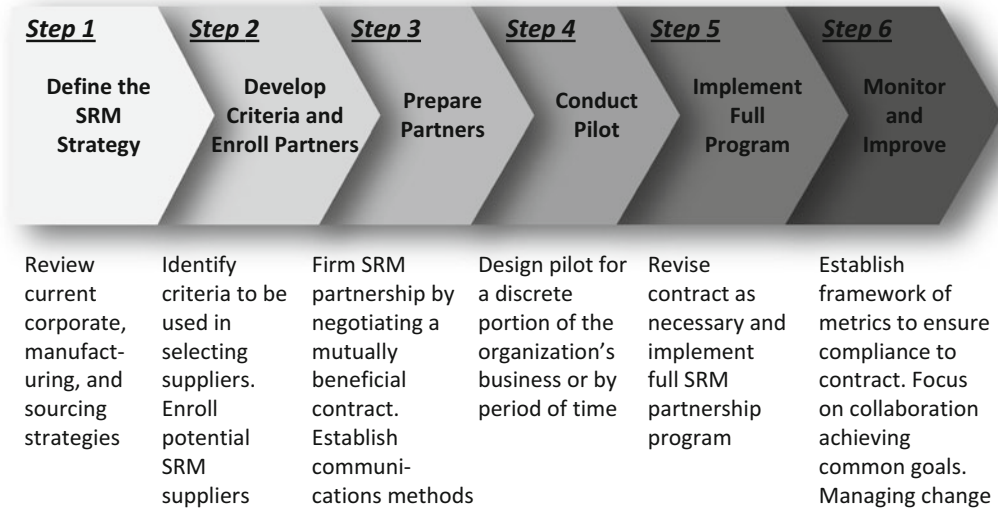 Step 1
Define the
SRM
Strategy
Review
current
corporate,
manufact-
uring, and
sourcing
strategies
Step 2
Develop
Criteria and
Enroll Partners
Identify
criteria to be
used in
selecting
suppliers.
Enroll
potential
SRM
suppliers
Step 3
Prepare
Partners
Firm SRM
partnership by
negotiating a
mutually
beneficial
contract.
Establish
communi-
cations methods
Step 4
Conduct
Pilot
Design pilot for
a discrete
portion of the
organization’s
business or by
period of time
Step 5
Implement
Full
Program
Revise
contract as
necessary and
implement
full SRM
partnership
program
Step 6
Monitor
and
Improve
Establish
framework of
metrics to ensure
compliance to
contract. Focus
on collaboration
achieving
common goals.
Managing change